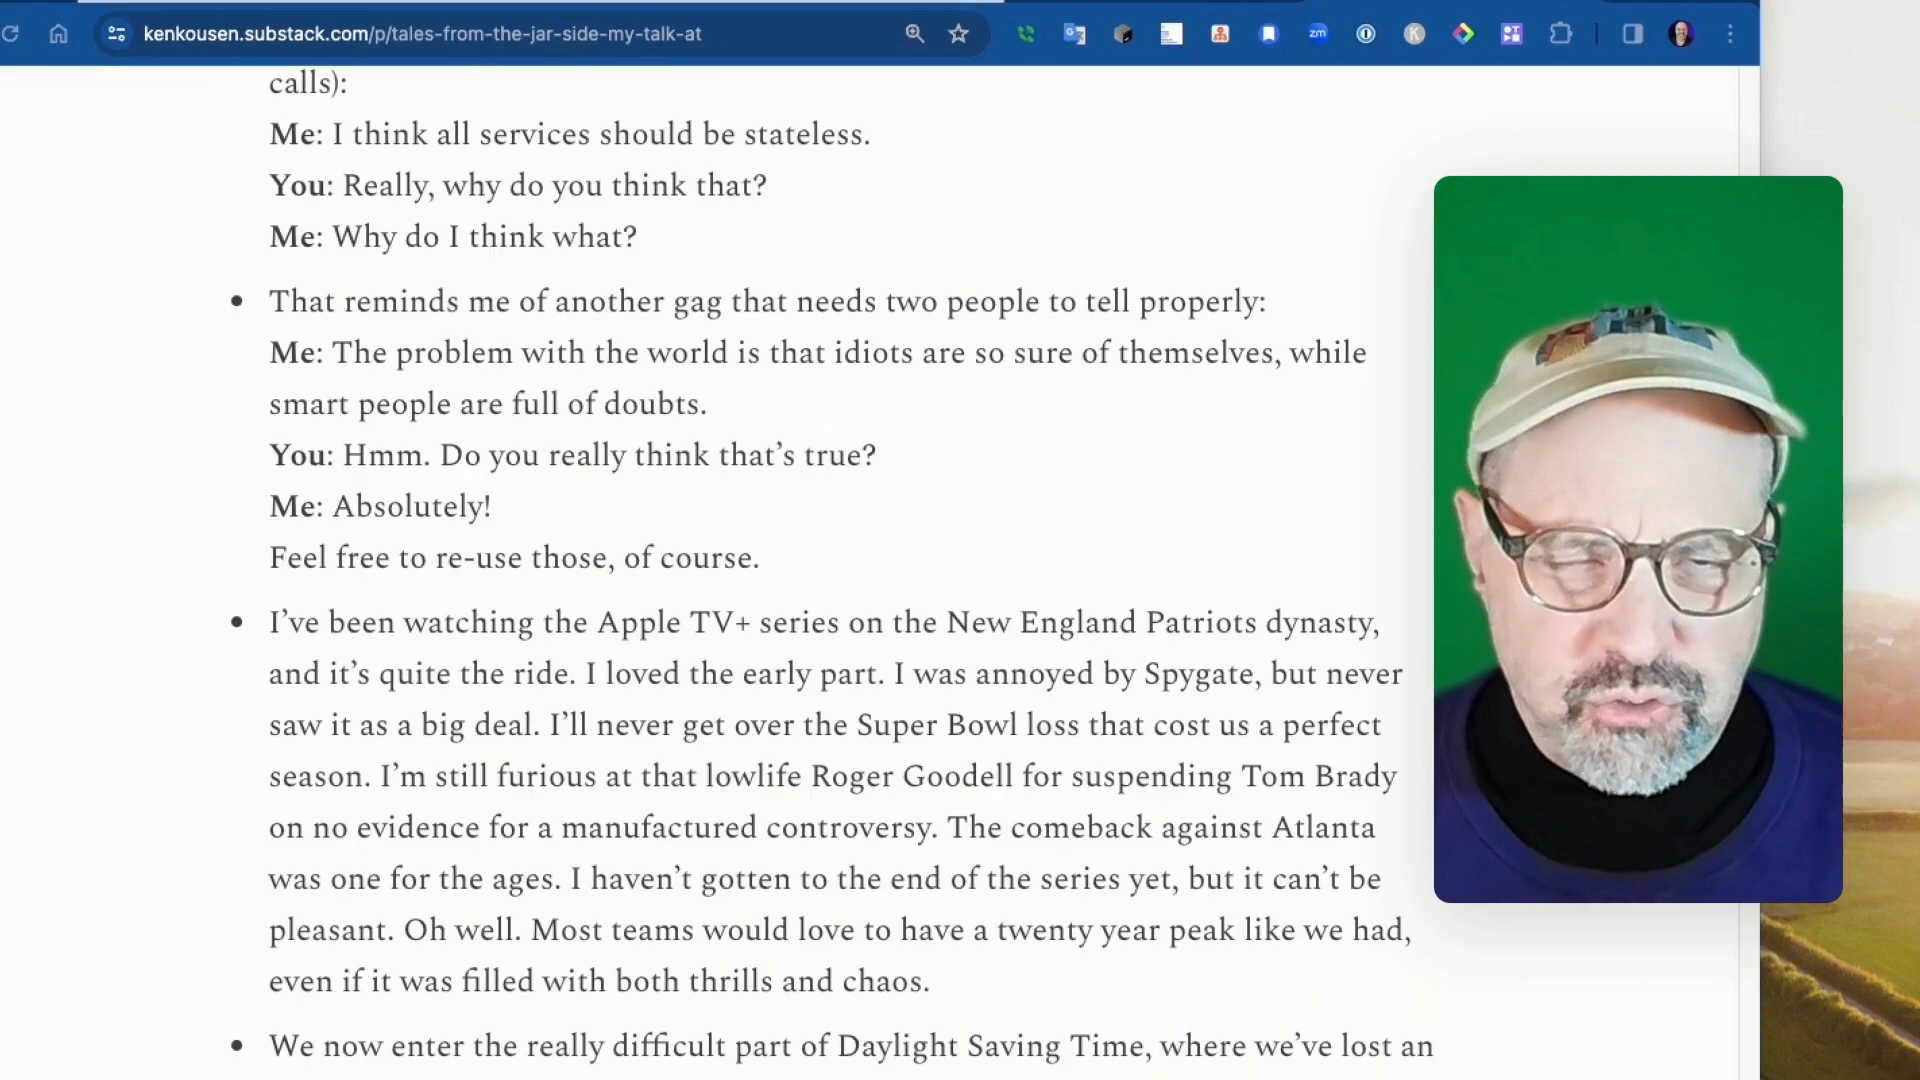 kenkousen.substack.com/p/tales-from-the-jar-side-my-talk-at
zm
K
calls):
Me: I think all services should be stateless.
You: Really, why do you think that?
Me: Why do I think what?
• That reminds me of another gag that needs two people to tell properly:
Me: The problem with the world is that idiots are so sure of themselves, while
smart people are full of doubts.
You: Hmm. Do you really think that’s true?
Me: Absolutely!
Feel free to re-use those, of course.
• I’ve been watching the Apple TV+ series on the New England Patriots dynasty,
and it’s quite the ride. I loved the early part. I was annoyed by Spygate, but never
saw it as a big deal. I’ll never get over the Super Bowl loss that cost us a perfect
season. I’m still furious at that lowlife Roger Goodell for suspending Tom Brady
on no evidence for a manufactured controversy. The comeback against Atlanta
was one for the ages. I haven’t gotten to the end of the series yet, but it can’t be
pleasant. Oh well. Most teams would love to have a twenty year peak like we had,
even if it was filled with both thrills and chaos.
• We now enter the really difficult part of Daylight Saving Time, where we’ve lost an